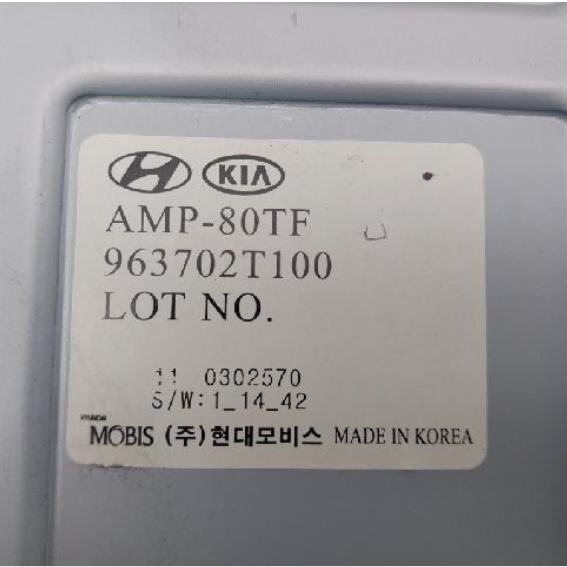 KIA
AMP-80TF
963702T100
LOT NO.
11 0302570
S/W:1_14_42
HYUNDAI
MOBIS (주)현대모비스 MADE IN KOREA